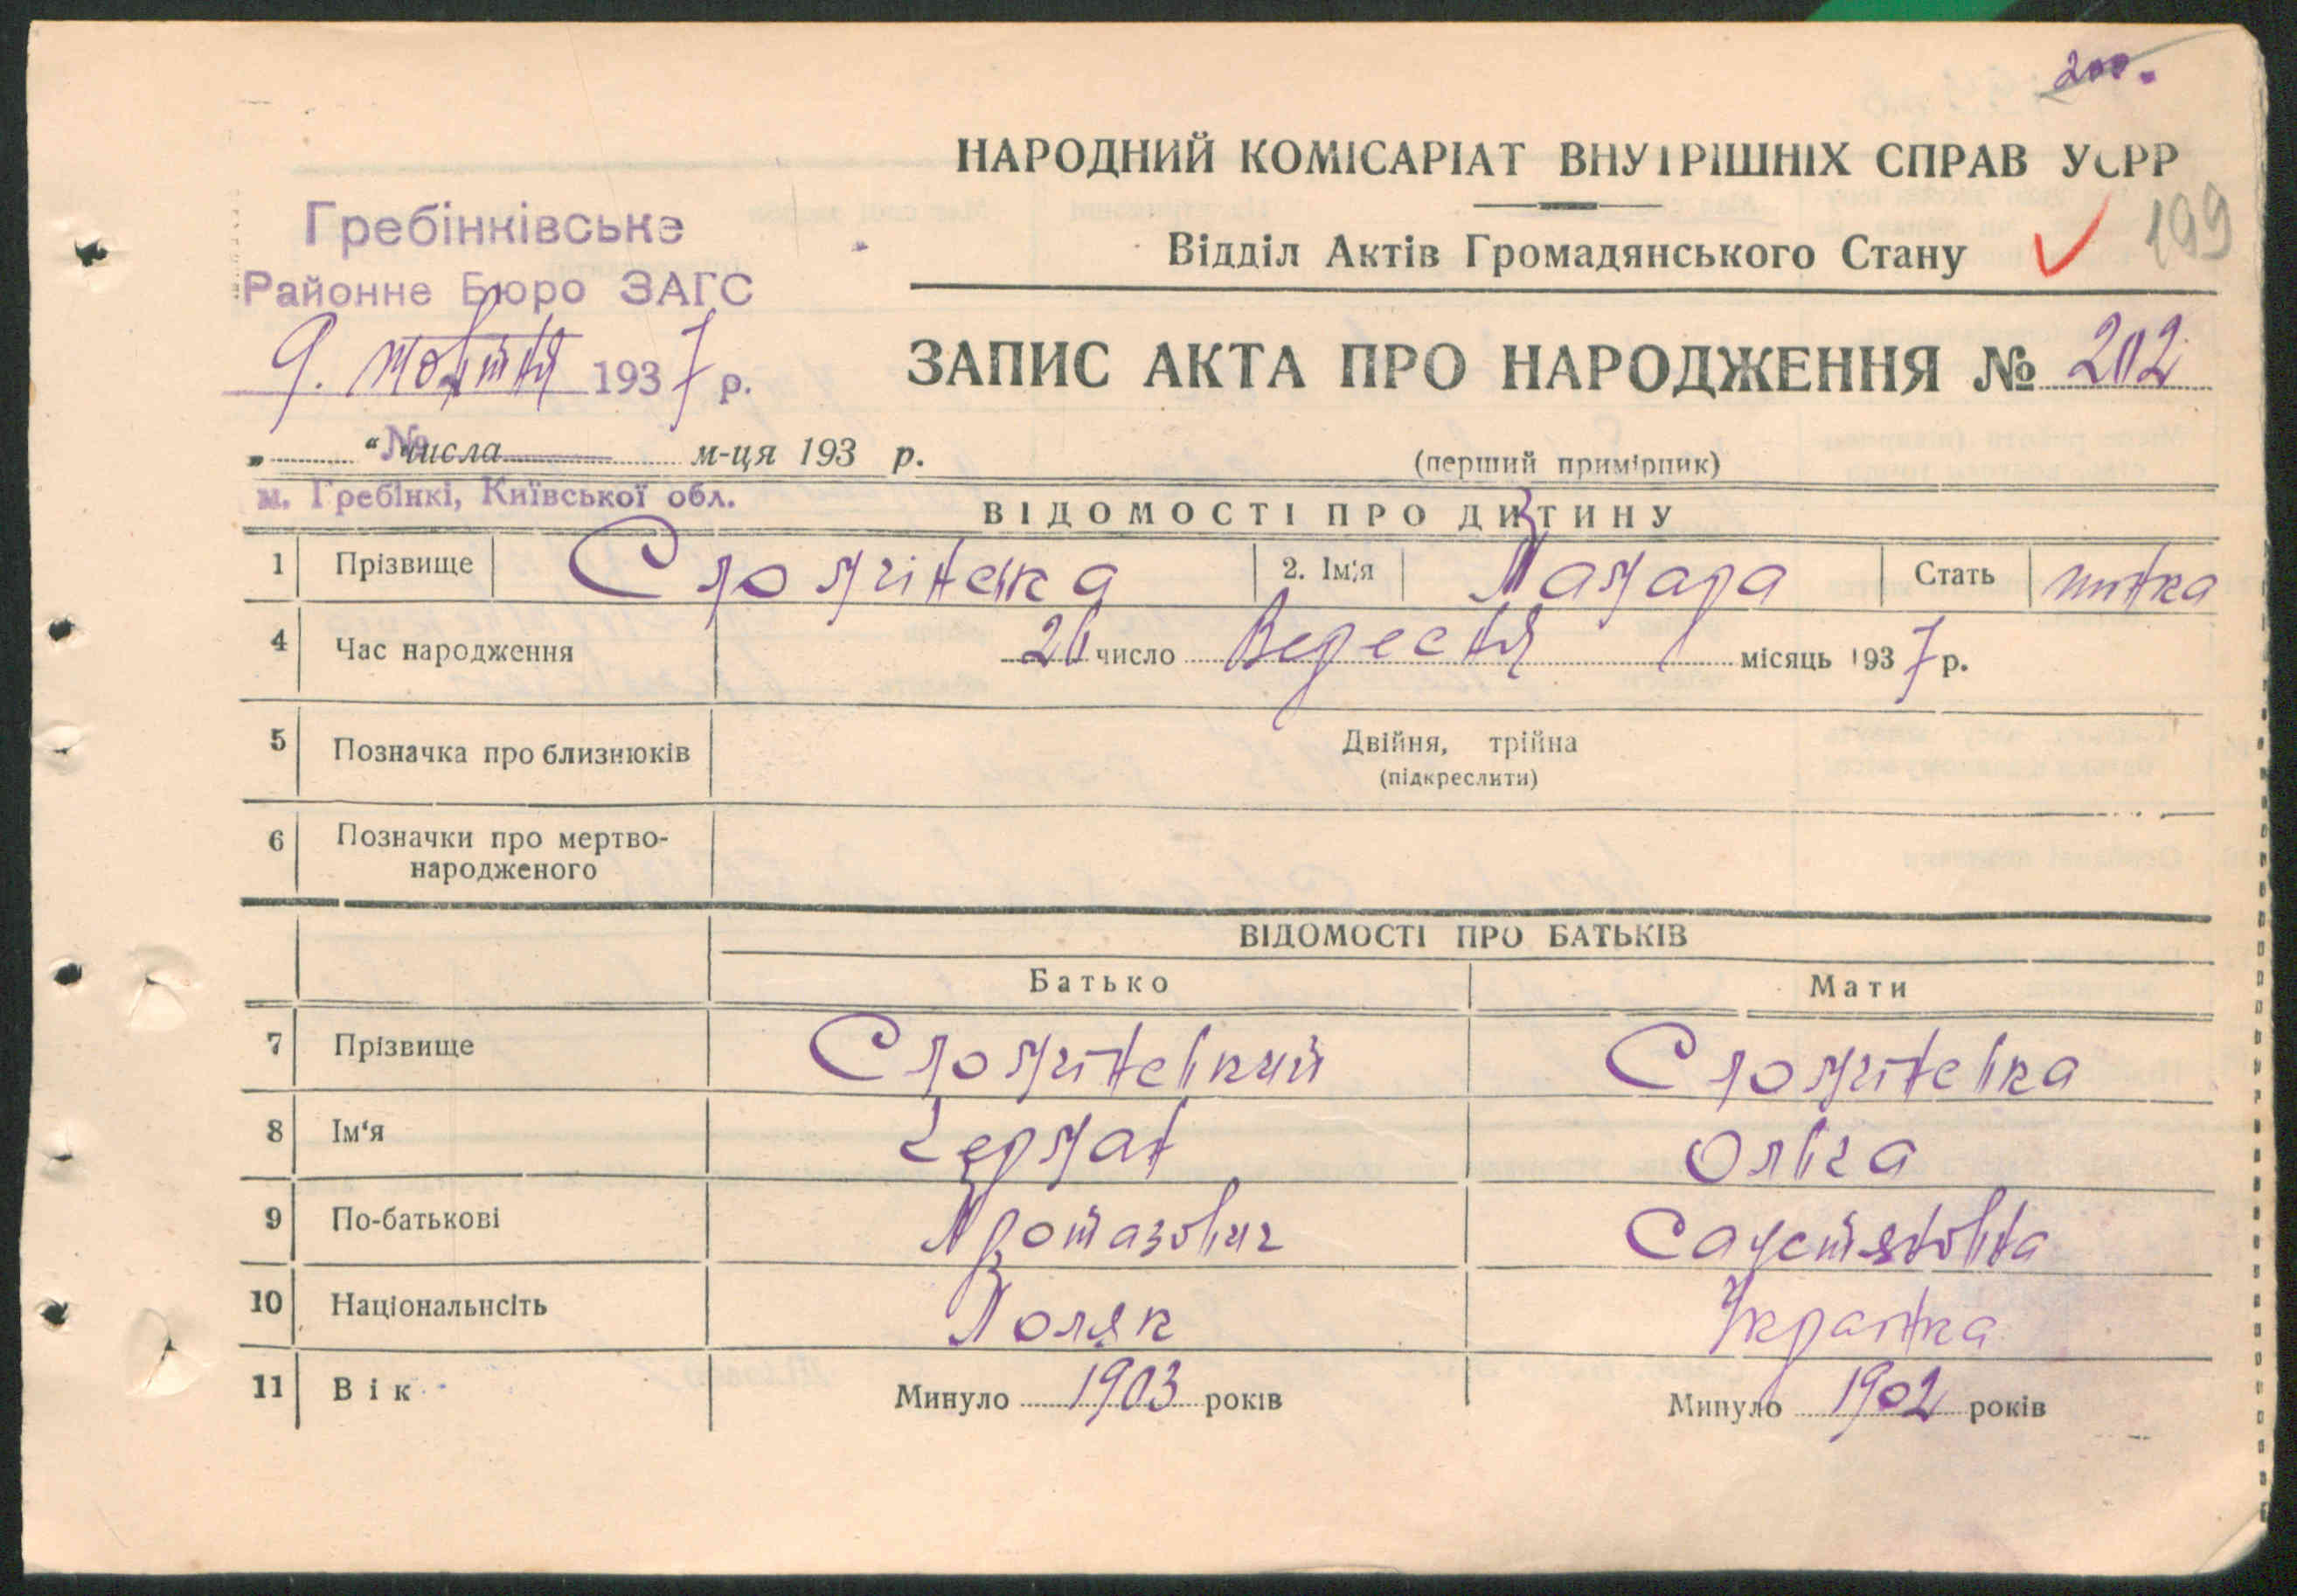 200.
НАРОДНИЙ КОМІСАРІАТ ВНУТРІШНІХ СПРАВ УСРР
199
Відділ Актів Громадянського Стану
Гребінківське
Районне Бюро ЗАГС
9. жовтня 1937 р.
ЗАПИС АКТА ПРО НАРОДЖЕННЯ № 202
№
„ “ числа м-ця 193 р.
(перший примірник)
м. Гребінкі, Київської обл.
ВІДОМОСТІ ПРО ДИТИНУ
1 Прізвище 2. Ім'я Тамара Стать жінка
4 Час народження 26 число Вересня місяць 1937 р.
5 Позначка про близнюків Двійня, трійна
(підкреслити)
6 Позначки про мертво-
народженого
ВІДОМОСТІ ПРО БАТЬКІВ
Батько Мати
7 Прізвище
8 Ім'я Герман Ольга
9 По-батькові Протазович
10 Національнсіть Поляк Українка
11 Вік Минуло 1903 років Минуло 1902 років